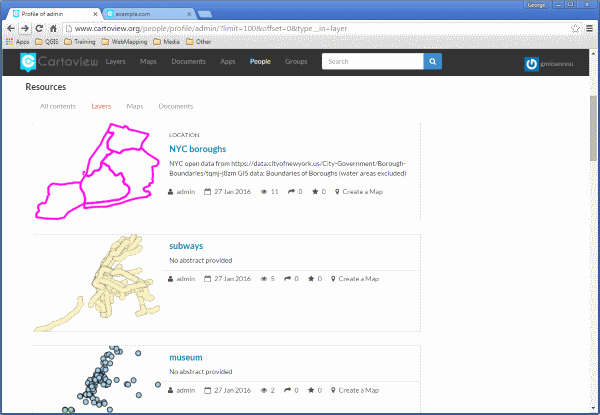 George
Profile of admin
example.com
www.cartoview.org/people/profile/admin/?limit=100&offset=0&type__in=layer
Apps QGIS Training WebMapping Media Other
Cartoview Layers Maps Documents Apps People Groups Search
Resources
All contents Layers Maps Documents
LOCATION
NYC boroughs
NYC open data from https://data.cityofnewyork.us/City-Government/Borough-
Boundaries/tqmj-j8zm GIS data: Boundaries of Boroughs (water areas excluded)
admin 27 Jan 2016 11 0 0 Create a Map
subways
No abstract provided
admin 27 Jan 2016 5 0 0 Create a Map
museum
No abstract provided
admin 27 Jan 2016 2 0 0 Create a Map